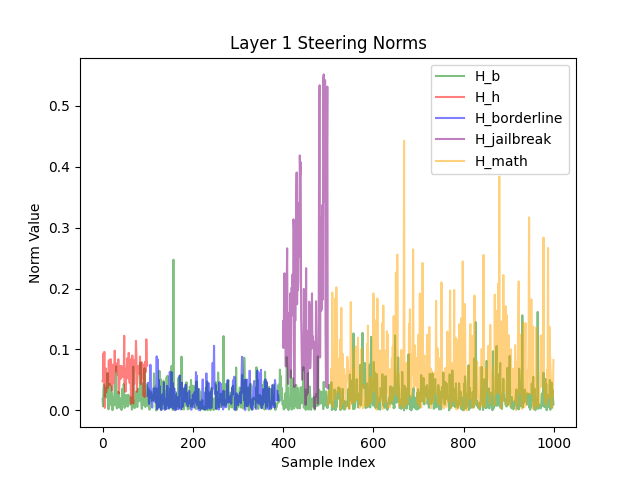 Layer 1 Steering Norms
Norm Value
0.5
0.4
0.3
0.2
0.1
0.0
H_b
H_h
H_borderline
H_jailbreak
H_math
0 200 400 600 800 1000
Sample Index